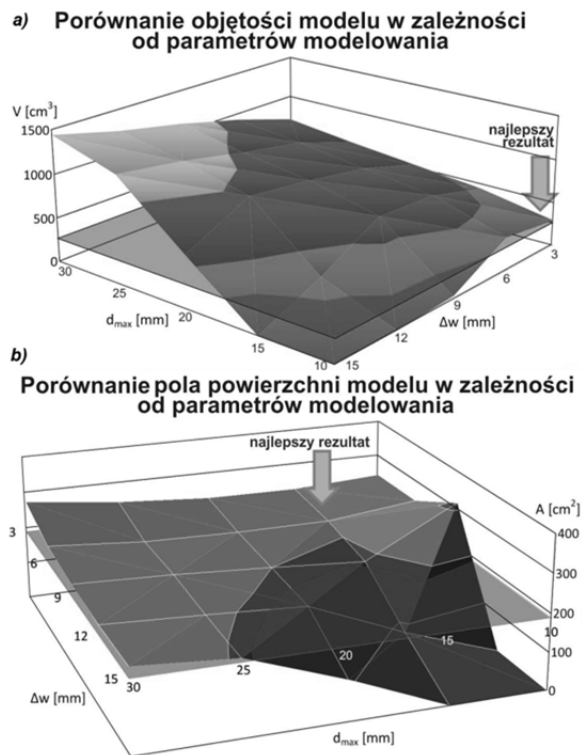 a) Porównanie objętości modelu w zależności
od parametrów modelowania
V [cm³]
1500
1000
500
0
30
25
20
15
10
d_max [mm]
15
12
9
6
3
Δw [mm]
najlepszy
rezultat
b)
Porównanie pola powierzchni modelu w zależności
od parametrów modelowania
najlepszy rezultat
A [cm²]
400
300
200
100
0
3
6
9
12
15
Δw [mm]
30
25
20
15
10
d_max [mm]